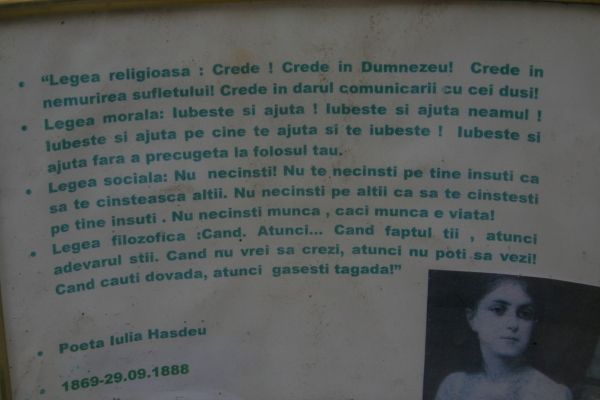 • “Legea religioasa : Crede ! Crede in Dumnezeu! Crede in
nemurirea sufletului! Crede in darul comunicarii cu cei dusi!
• Legea morala: Iubeste si ajuta ! Iubeste si ajuta neamul !
Iubeste si ajuta pe cine te ajuta si te iubeste ! Iubeste si
ajuta fara a precugeta la folosul tau.
• Legea sociala: Nu necinsti! Nu te necinsti pe tine insuti ca
sa te cinsteasca altii. Nu necinsti pe altii ca sa te cinstesti
pe tine insuti . Nu necinsti munca , caci munca e viata!
• Legea filozofica :Cand. Atunci... Cand faptul tii , atunci
adevarul stii. Cand nu vrei sa crezi, atunci nu poti sa vezi!
Cand cauti dovada, atunci gasesti tagada!”
• Poeta Iulia Hasdeu
• 1869-29.09.1888